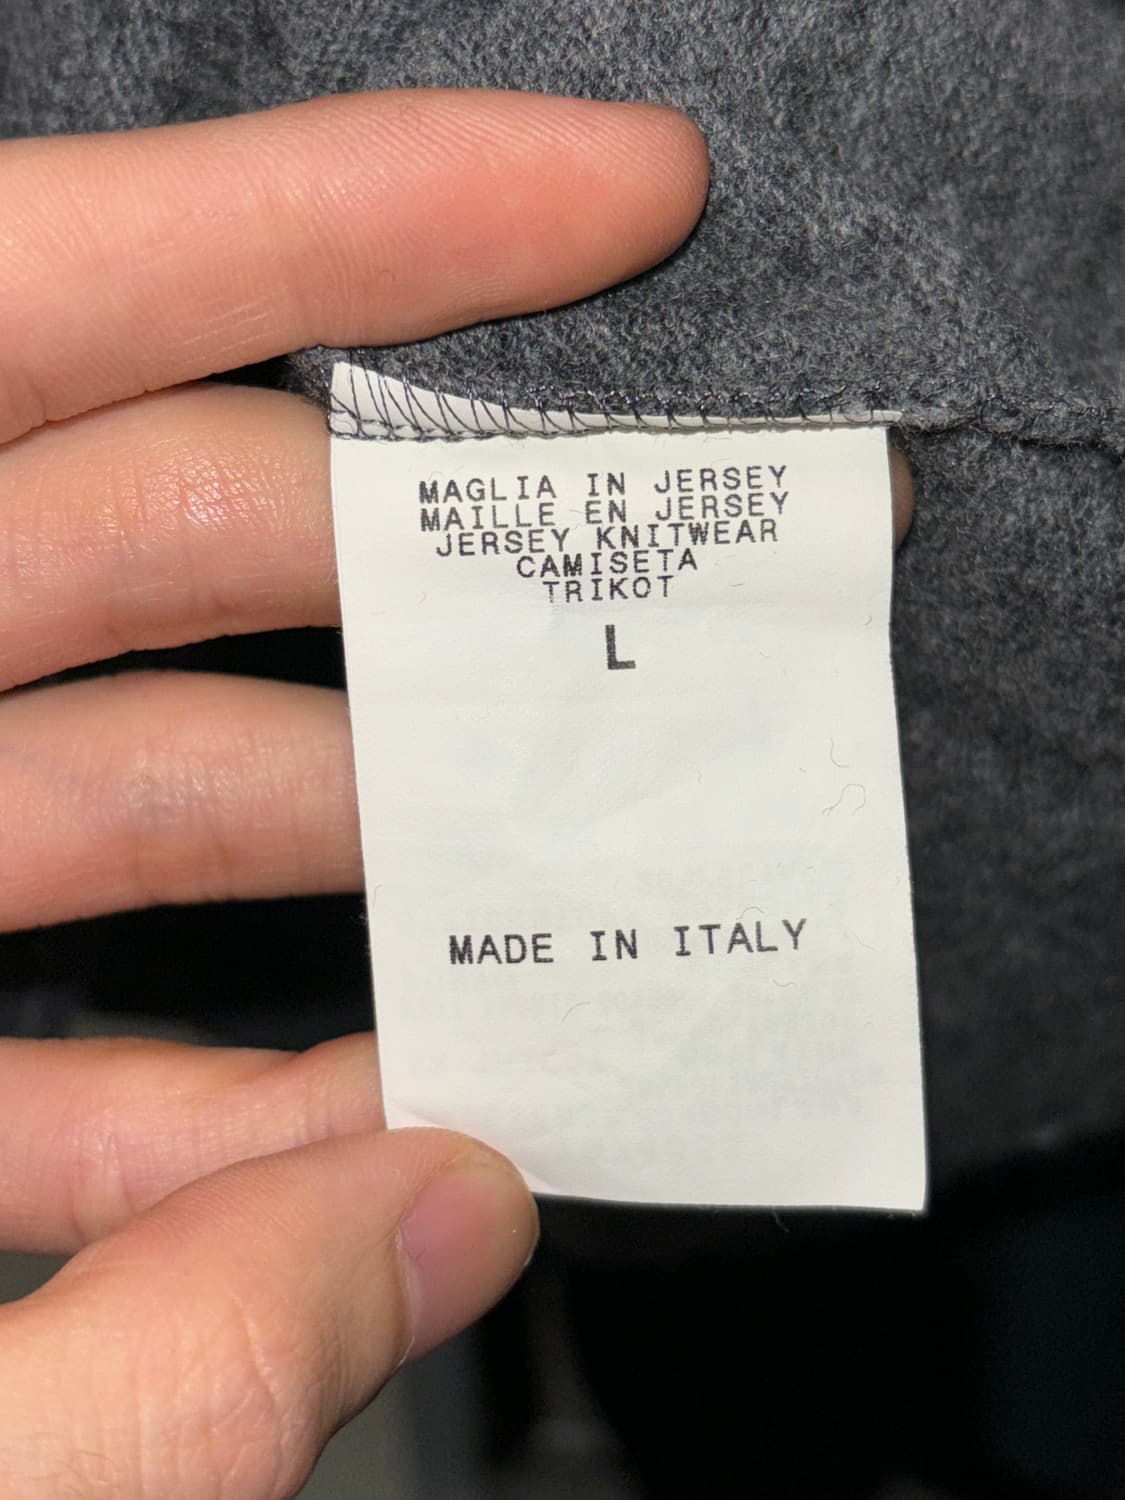 MAGLIA IN JERSEY
MAILLE EN JERSEY
JERSEY KNITWEAR
CAMISETA
TRIKOT
L
MADE IN ITALY